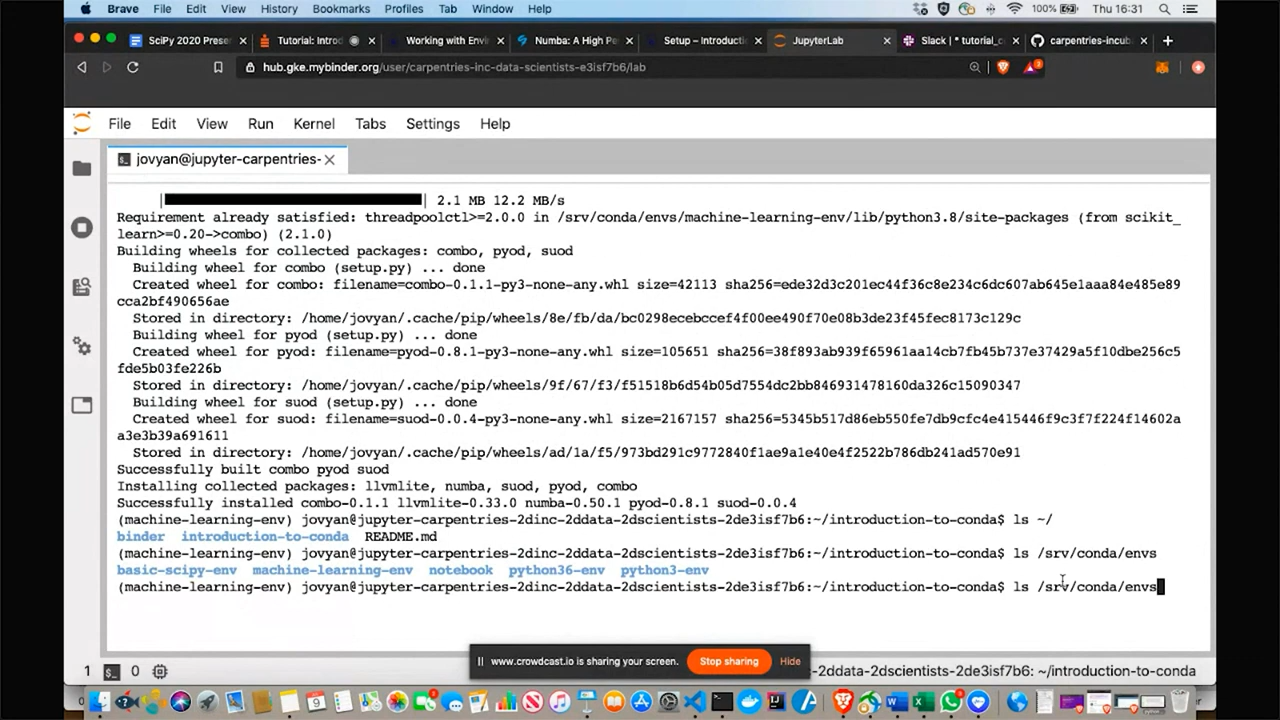 Brave File Edit View History Bookmarks Profiles Tab Window Help 100% Thu 16:31
SciPy 2020 Prese Tutorial: Intro Working with Envi Numba: A High Pe Setup – Introducti JupyterLab Slack | * tutorial_c carpentries-incub
hub.gke.mybinder.org/user/carpentries-inc-data-scientists-e3isf7b6/lab
File Edit View Run Kernel Tabs Settings Help
jovyan@jupyter-carpentries-
| 2.1 MB 12.2 MB/s
Requirement already satisfied: threadpoolctl>=2.0.0 in /srv/conda/envs/machine-learning-env/lib/python3.8/site-packages (from scikit_
learn>=0.20->combo) (2.1.0)
Building wheels for collected packages: combo, pyod, suod
Building wheel for combo (setup.py) ... done
Created wheel for combo: filename=combo-0.1.1-py3-none-any.whl size=42113 sha256=ede32d3c201ec44f36c8e234c6dc607ab645e1aaa84e485e89
cca2bf490656ae
Stored in directory: /home/jovyan/.cache/pip/wheels/8e/fb/da/bc0298ecebccef4f00ee490f70e08b3de23f45fec8173c129c
Building wheel for pyod (setup.py) ... done
Created wheel for pyod: filename=pyod-0.8.1-py3-none-any.whl size=105651 sha256=38f893ab939f65961aa14cb7fb45b737e37429a5f10dbe256c5
fde5b03fe226b
Stored in directory: /home/jovyan/.cache/pip/wheels/9f/67/f3/f51518b6d54b05d7554dc2bb846931478160da326c15090347
Building wheel for suod (setup.py) ... done
Created wheel for suod: filename=suod-0.0.4-py3-none-any.whl size=2167157 sha256=5345b517d86eb550fe7db9cfc4e415446f9c3f7f224f14602a
a3e3b39a691611
Stored in directory: /home/jovyan/.cache/pip/wheels/ad/1a/f5/973bd291c9772840f1ae9a1e40e4f2522b786db241ad570e91
Successfully built combo pyod suod
Installing collected packages: llvmlite, numba, suod, pyod, combo
Successfully installed combo-0.1.1 llvmlite-0.33.0 numba-0.50.1 pyod-0.8.1 suod-0.0.4
(machine-learning-env) jovyan@jupyter-carpentries-2dinc-2ddata-2dscientists-2de3isf7b6:~/introduction-to-conda$ ls ~/
binder introduction-to-conda README.md
(machine-learning-env) jovyan@jupyter-carpentries-2dinc-2ddata-2dscientists-2de3isf7b6:~/introduction-to-conda$ ls /srv/conda/envs
basic-scipy-env machine-learning-env notebook python36-env python3-env
(machine-learning-env) jovyan@jupyter-carpentries-2dinc-2ddata-2dscientists-2de3isf7b6:~/introduction-to-conda$ ls /srv/conda/envs
www.crowdcast.io is sharing your screen. Stop sharing Hide
1 0 -2ddata-2dscientists-2de3isf7b6: ~/introduction-to-conda